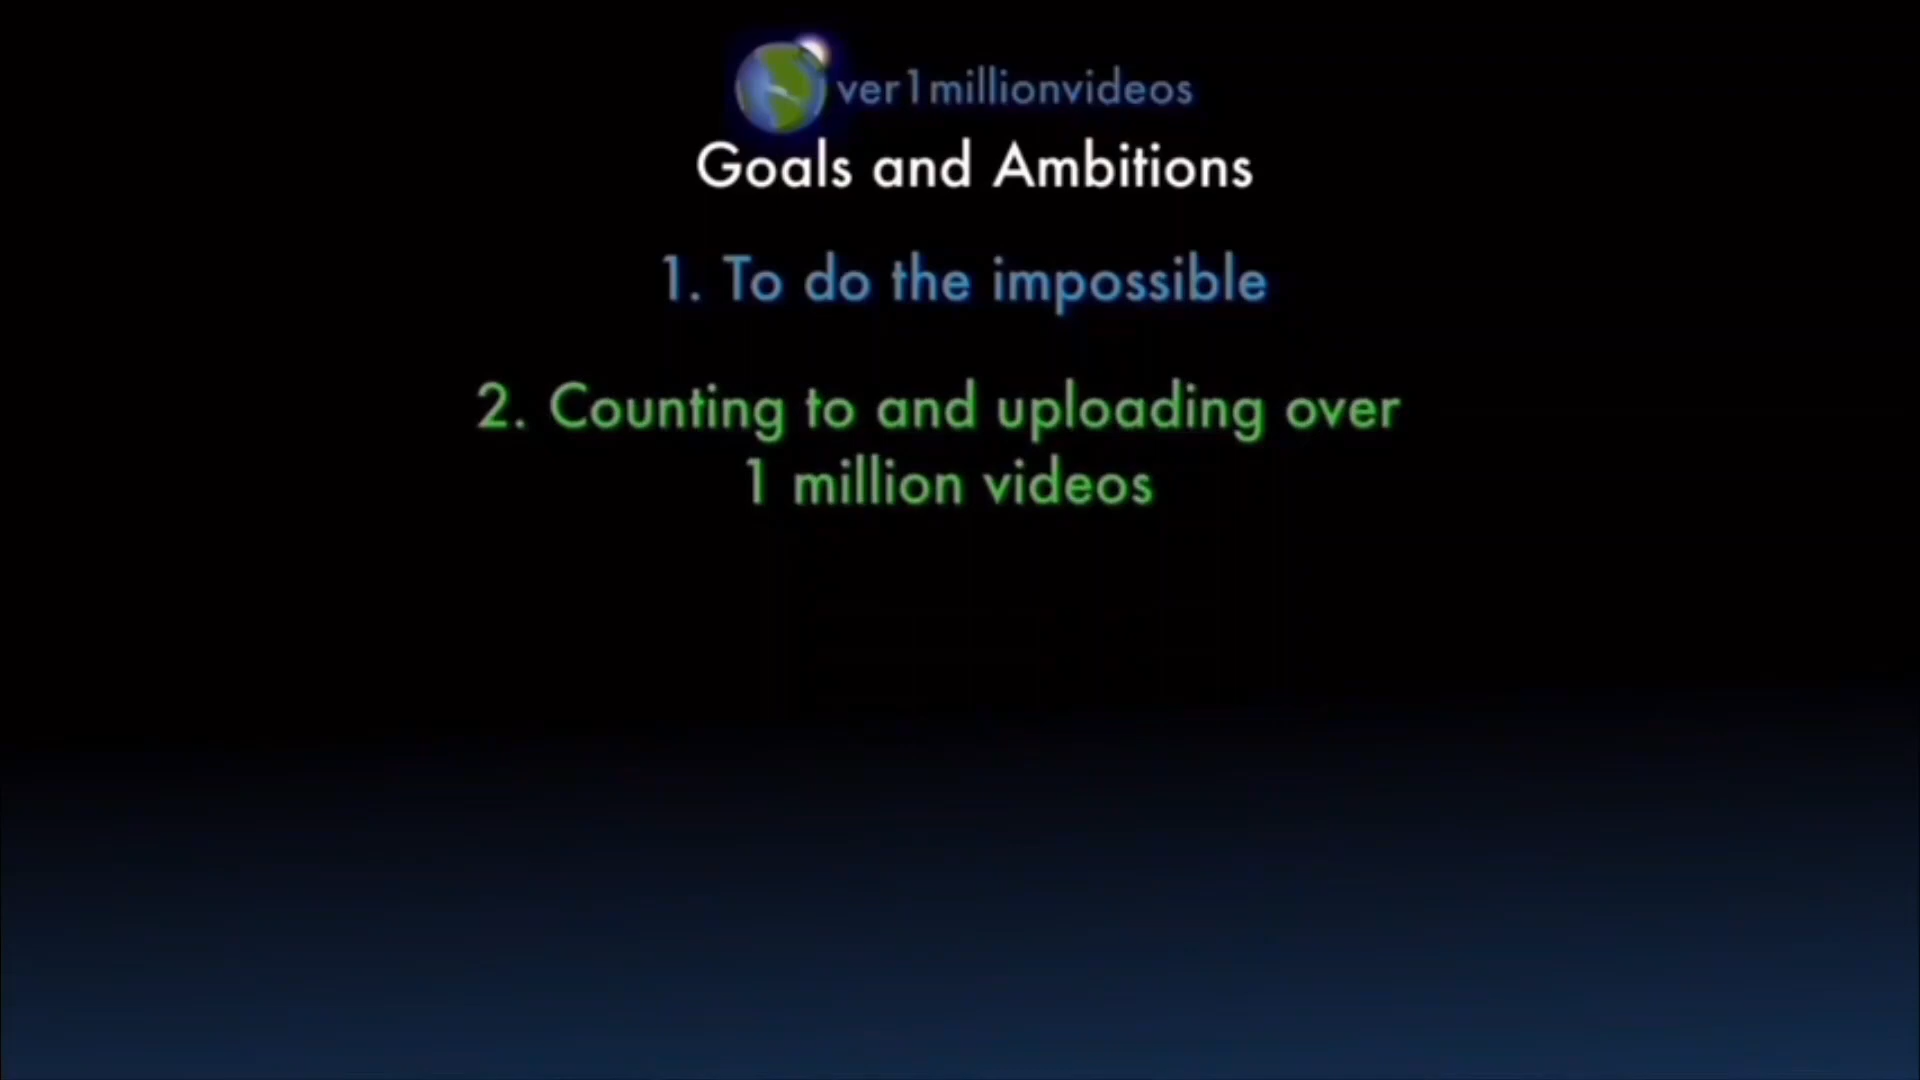 ver1millionvideos
Goals and Ambitions
1. To do the impossible
2. Counting to and uploading over
1 million videos